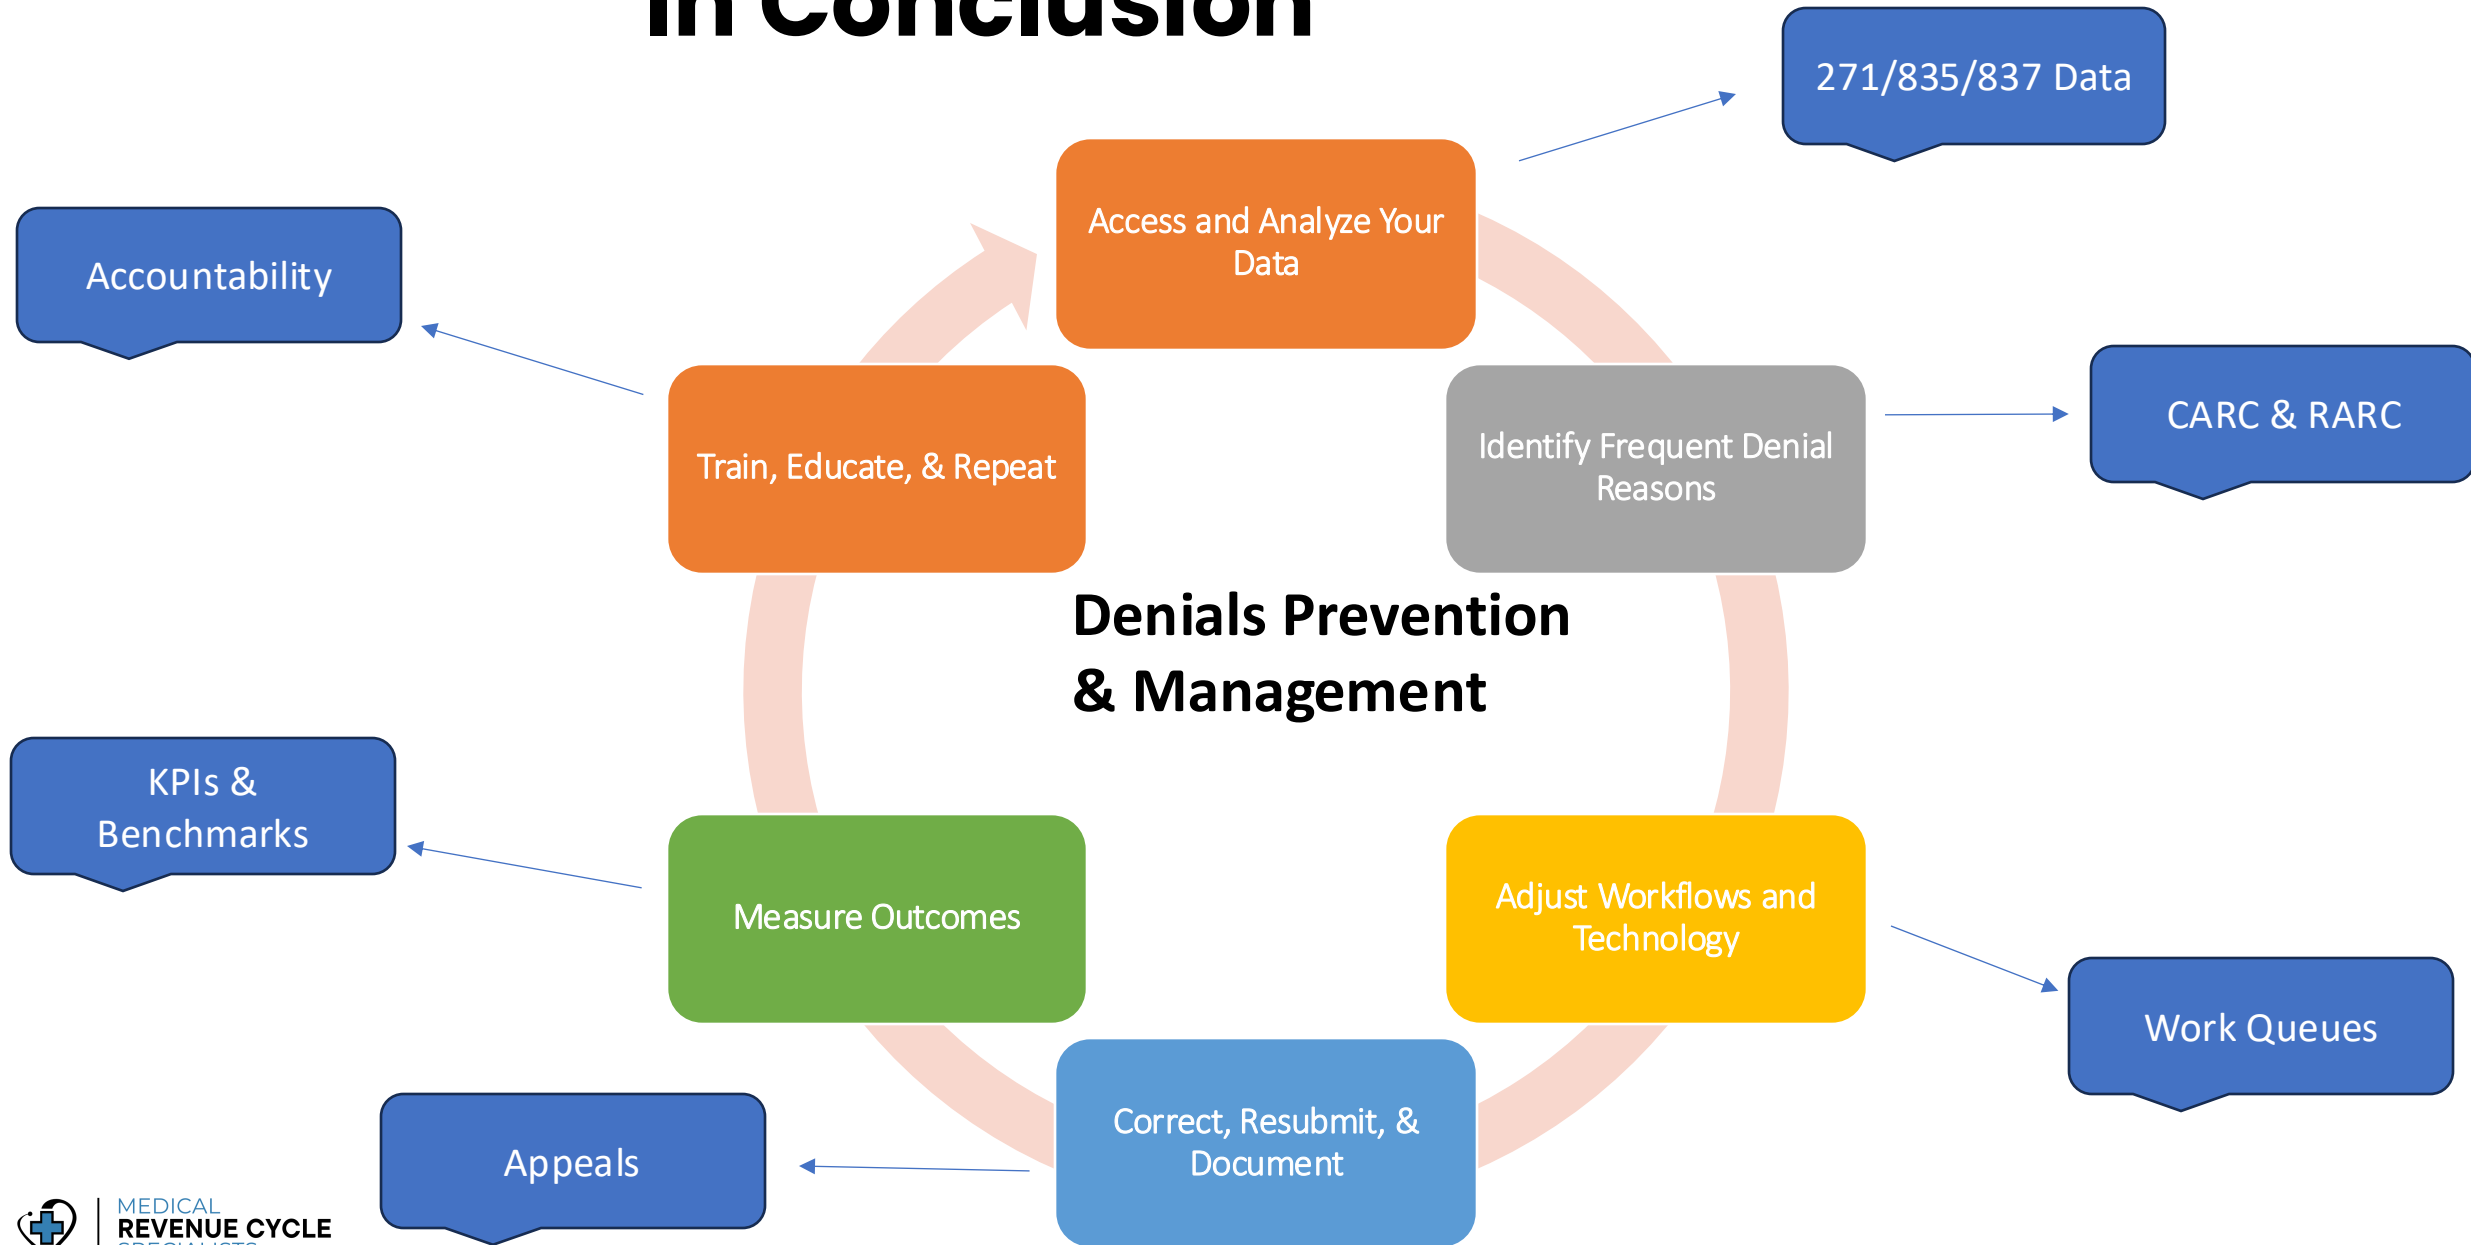 In Conclusion
271/835/837 Data
Access and Analyze Your
Data
Accountability
CARC & RARC
Identify Frequent Denial
Reasons
Train, Educate, & Repeat
Denials Prevention
& Management
KPIs &
Benchmarks
Measure Outcomes
Adjust Workflows and
Technology
Work Queues
Correct, Resubmit, &
Document
Appeals
MEDICAL
REVENUE CYCLE
SPECIALISTS